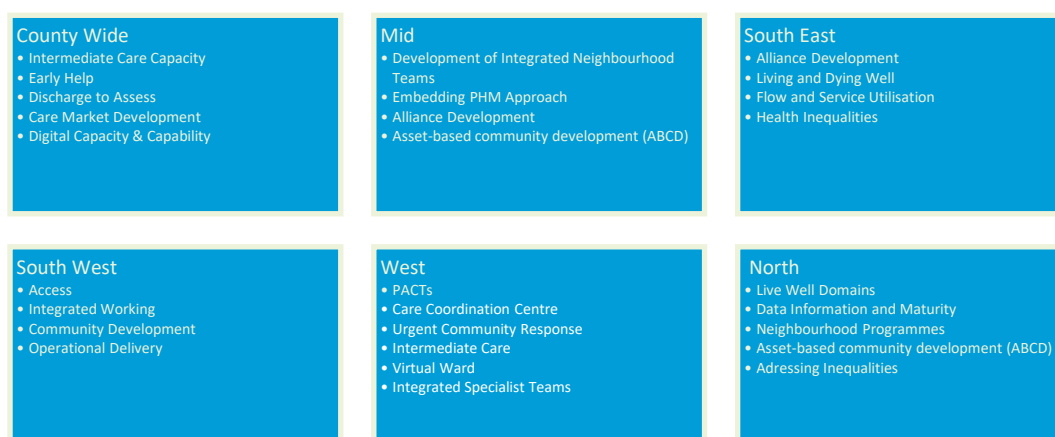 County Wide
• Intermediate Care Capacity
• Early Help
• Discharge to Assess
• Care Market Development
• Digital Capacity & Capability
Mid
• Development of Integrated Neighbourhood
Teams
• Embedding PHM Approach
• Alliance Development
• Asset-based community development (ABCD)
South East
• Alliance Development
• Living and Dying Well
• Flow and Service Utilisation
• Health Inequalities
South West
• Access
• Integrated Working
• Community Development
• Operational Delivery
West
• PACTs
• Care Coordination Centre
• Urgent Community Response
• Intermediate Care
• Virtual Ward
• Integrated Specialist Teams
North
• Live Well Domains
• Data Information and Maturity
• Neighbourhood Programmes
• Asset-based community development (ABCD)
• Adressing Inequalities